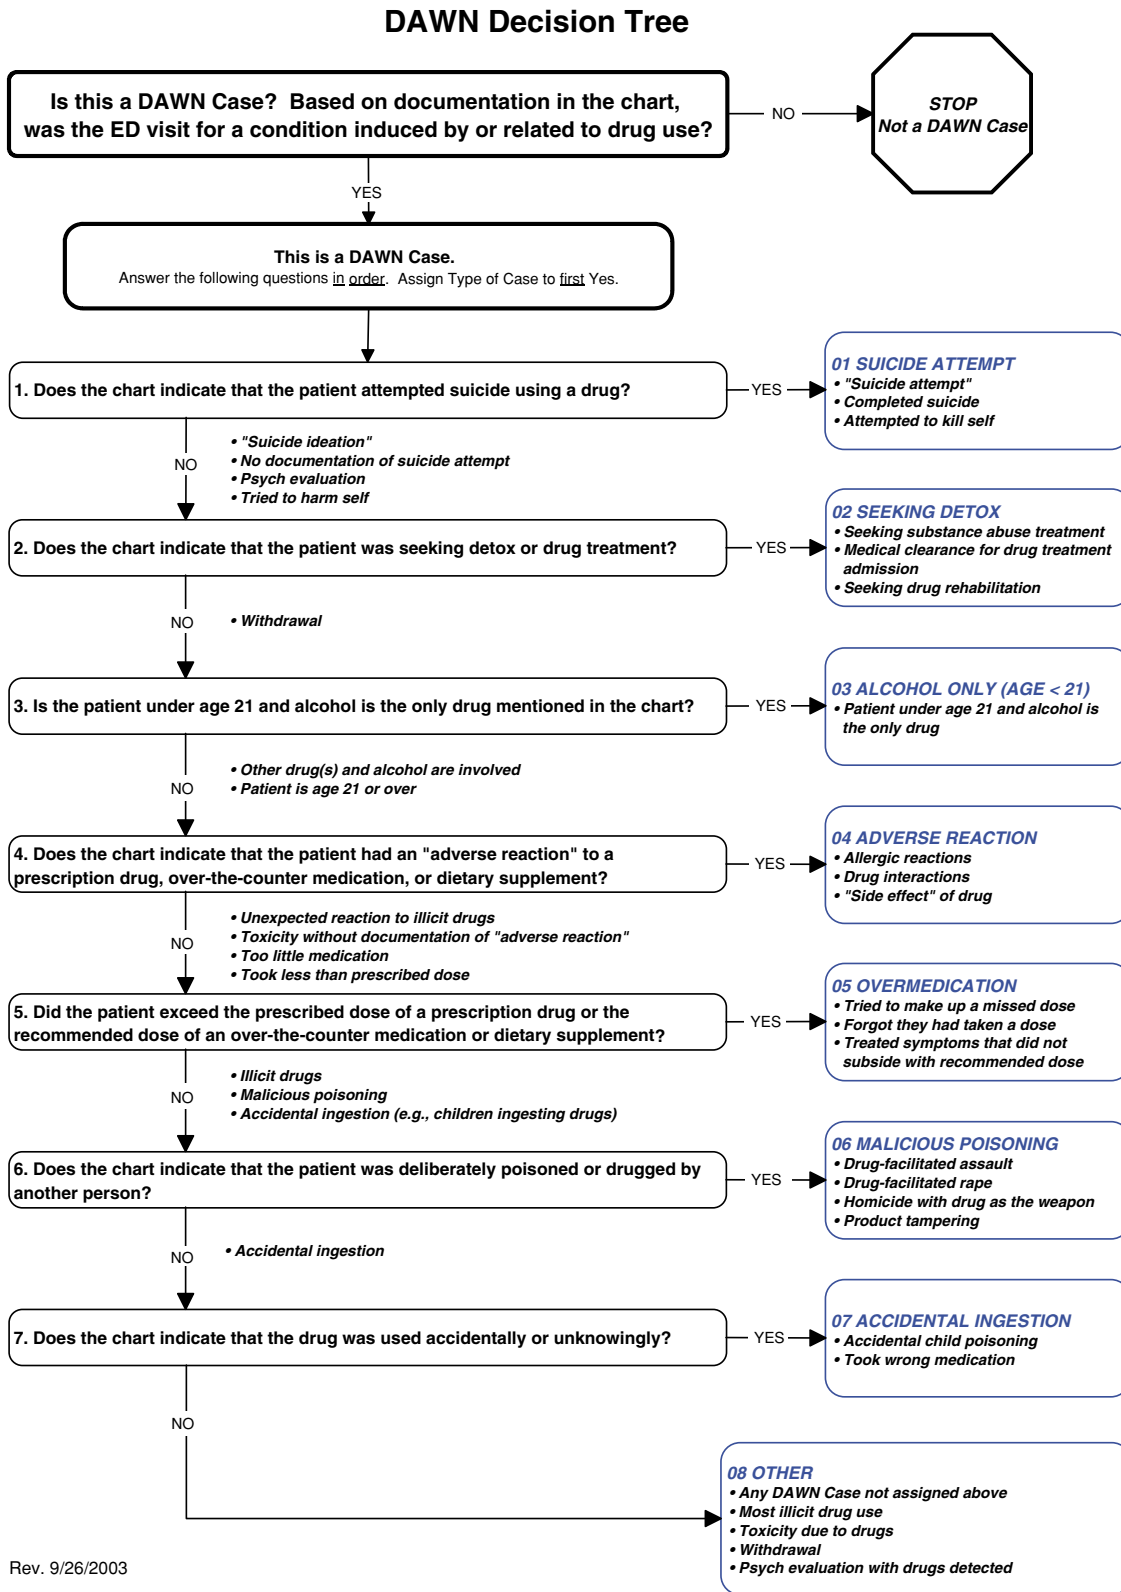 DAWN Decision Tree
Is this a DAWN Case? Based on documentation in the chart,
was the ED visit for a condition induced by or related to drug use?
NO
STOP
Not a DAWN Case
YES
This is a DAWN Case.
Answer the following questions in order. Assign Type of Case to first Yes.
1. Does the chart indicate that the patient attempted suicide using a drug?
YES
01 SUICIDE ATTEMPT
• "Suicide attempt"
• Completed suicide
• Attempted to kill self
NO
• "Suicide ideation"
• No documentation of suicide attempt
• Psych evaluation
• Tried to harm self
2. Does the chart indicate that the patient was seeking detox or drug treatment?
YES
02 SEEKING DETOX
• Seeking substance abuse treatment
• Medical clearance for drug treatment
admission
• Seeking drug rehabilitation
NO
• Withdrawal
3. Is the patient under age 21 and alcohol is the only drug mentioned in the chart?
YES
03 ALCOHOL ONLY (AGE < 21)
• Patient under age 21 and alcohol is
the only drug
NO
• Other drug(s) and alcohol are involved
• Patient is age 21 or over
4. Does the chart indicate that the patient had an "adverse reaction" to a
prescription drug, over-the-counter medication, or dietary supplement?
YES
04 ADVERSE REACTION
• Allergic reactions
• Drug interactions
• "Side effect" of drug
NO
• Unexpected reaction to illicit drugs
• Toxicity without documentation of "adverse reaction"
• Too little medication
• Took less than prescribed dose
5. Did the patient exceed the prescribed dose of a prescription drug or the
recommended dose of an over-the-counter medication or dietary supplement?
YES
05 OVERMEDICATION
• Tried to make up a missed dose
• Forgot they had taken a dose
• Treated symptoms that did not
subside with recommended dose
NO
• Illicit drugs
• Malicious poisoning
• Accidental ingestion (e.g., children ingesting drugs)
6. Does the chart indicate that the patient was deliberately poisoned or drugged by
another person?
YES
06 MALICIOUS POISONING
• Drug-facilitated assault
• Drug-facilitated rape
• Homicide with drug as the weapon
• Product tampering
NO
• Accidental ingestion
7. Does the chart indicate that the drug was used accidentally or unknowingly?
YES
07 ACCIDENTAL INGESTION
• Accidental child poisoning
• Took wrong medication
NO
08 OTHER
• Any DAWN Case not assigned above
• Most illicit drug use
• Toxicity due to drugs
• Withdrawal
• Psych evaluation with drugs detected
Rev. 9/26/2003